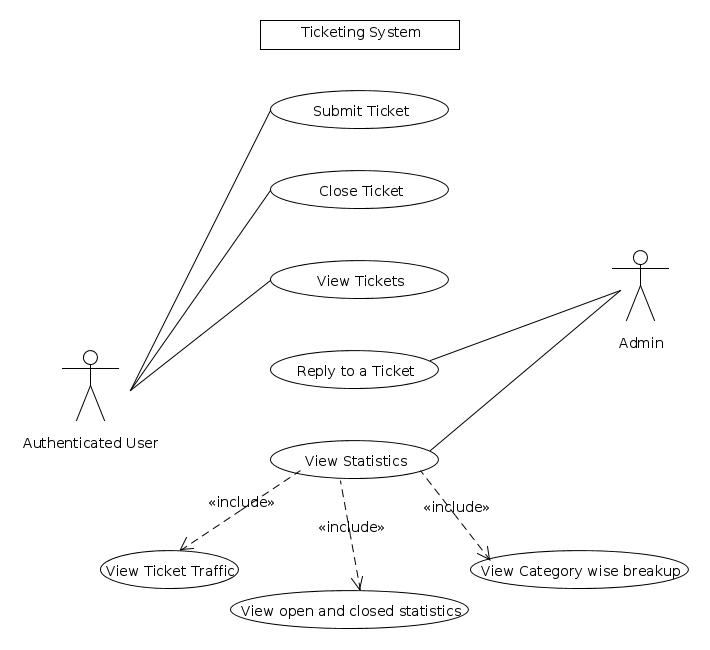 Ticketing System
Submit Ticket
Close Ticket
View Tickets
Admin
Reply to a Ticket
Authenticated User
View Statistics
«include»
«include»
«include»
View Ticket Traffic
View Category wise breakup
View open and closed statistics